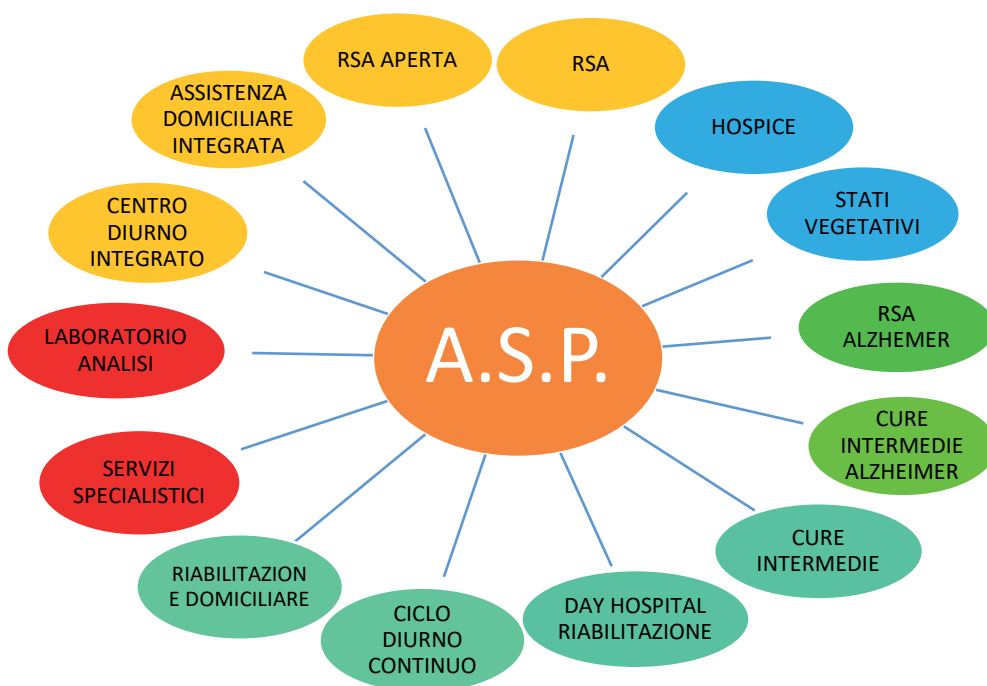 RSA APERTA
RSA
ASSISTENZA
DOMICILIARE
INTEGRATA
HOSPICE
STATI
VEGETATIVI
CENTRO
DIURNO
INTEGRATO
RSA
ALZHEMER
LABORATORIO
ANALISI
A.S.P.
CURE
INTERMEDIE
ALZHEIMER
SERVIZI
SPECIALISTICI
CURE
INTERMEDIE
RIABILITAZION
E DOMICILIARE
DAY HOSPITAL
RIABILITAZIONE
CICLO
DIURNO
CONTINUO